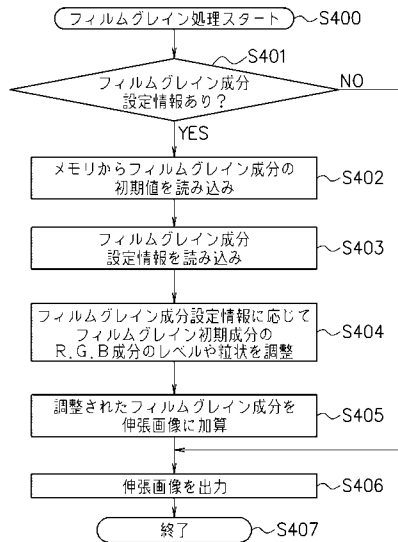 フィルムグレイン処理スタート S400
S401
フィルムグレイン成分
設定情報あり?
NO
YES
メモリからフィルムグレイン成分の
初期値を読み込み
S402
フィルムグレイン成分
設定情報を読み込み
S403
フィルムグレイン成分設定情報に応じて
フィルムグレイン初期成分の
R,G,B成分のレベルや粒状を調整
S404
調整されたフィルムグレイン成分を
伸張画像に加算
S405
伸張画像を出力 S406
終了 S407